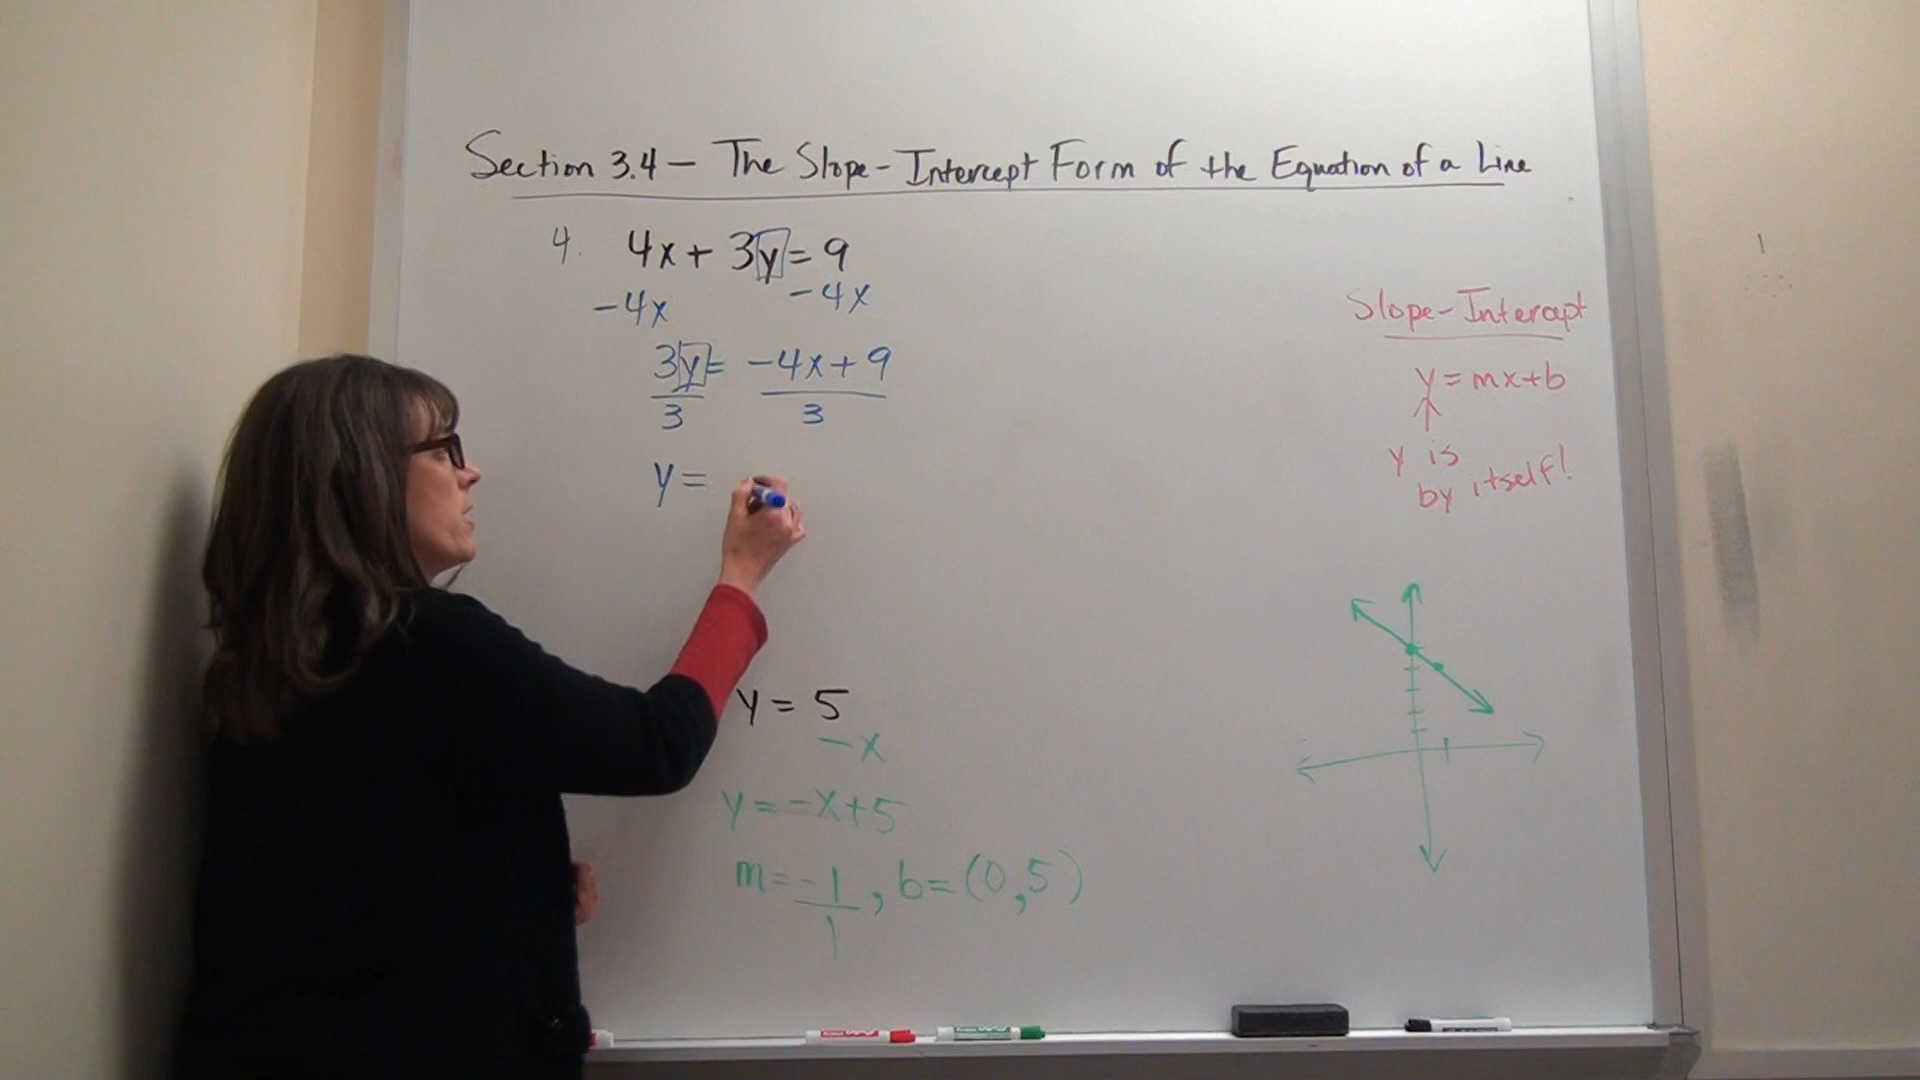 Section 3.4 – The Slope-Intercept Form of the Equation of a Line
4. 4x + 3y = 9
-4x -4x
3y = -4x + 9
3 3
y =
y = 5
-x
y = -x+5
m = -1/1, b = (0,5)
Slope-Intercept
y = mx+b
y is
by itself!